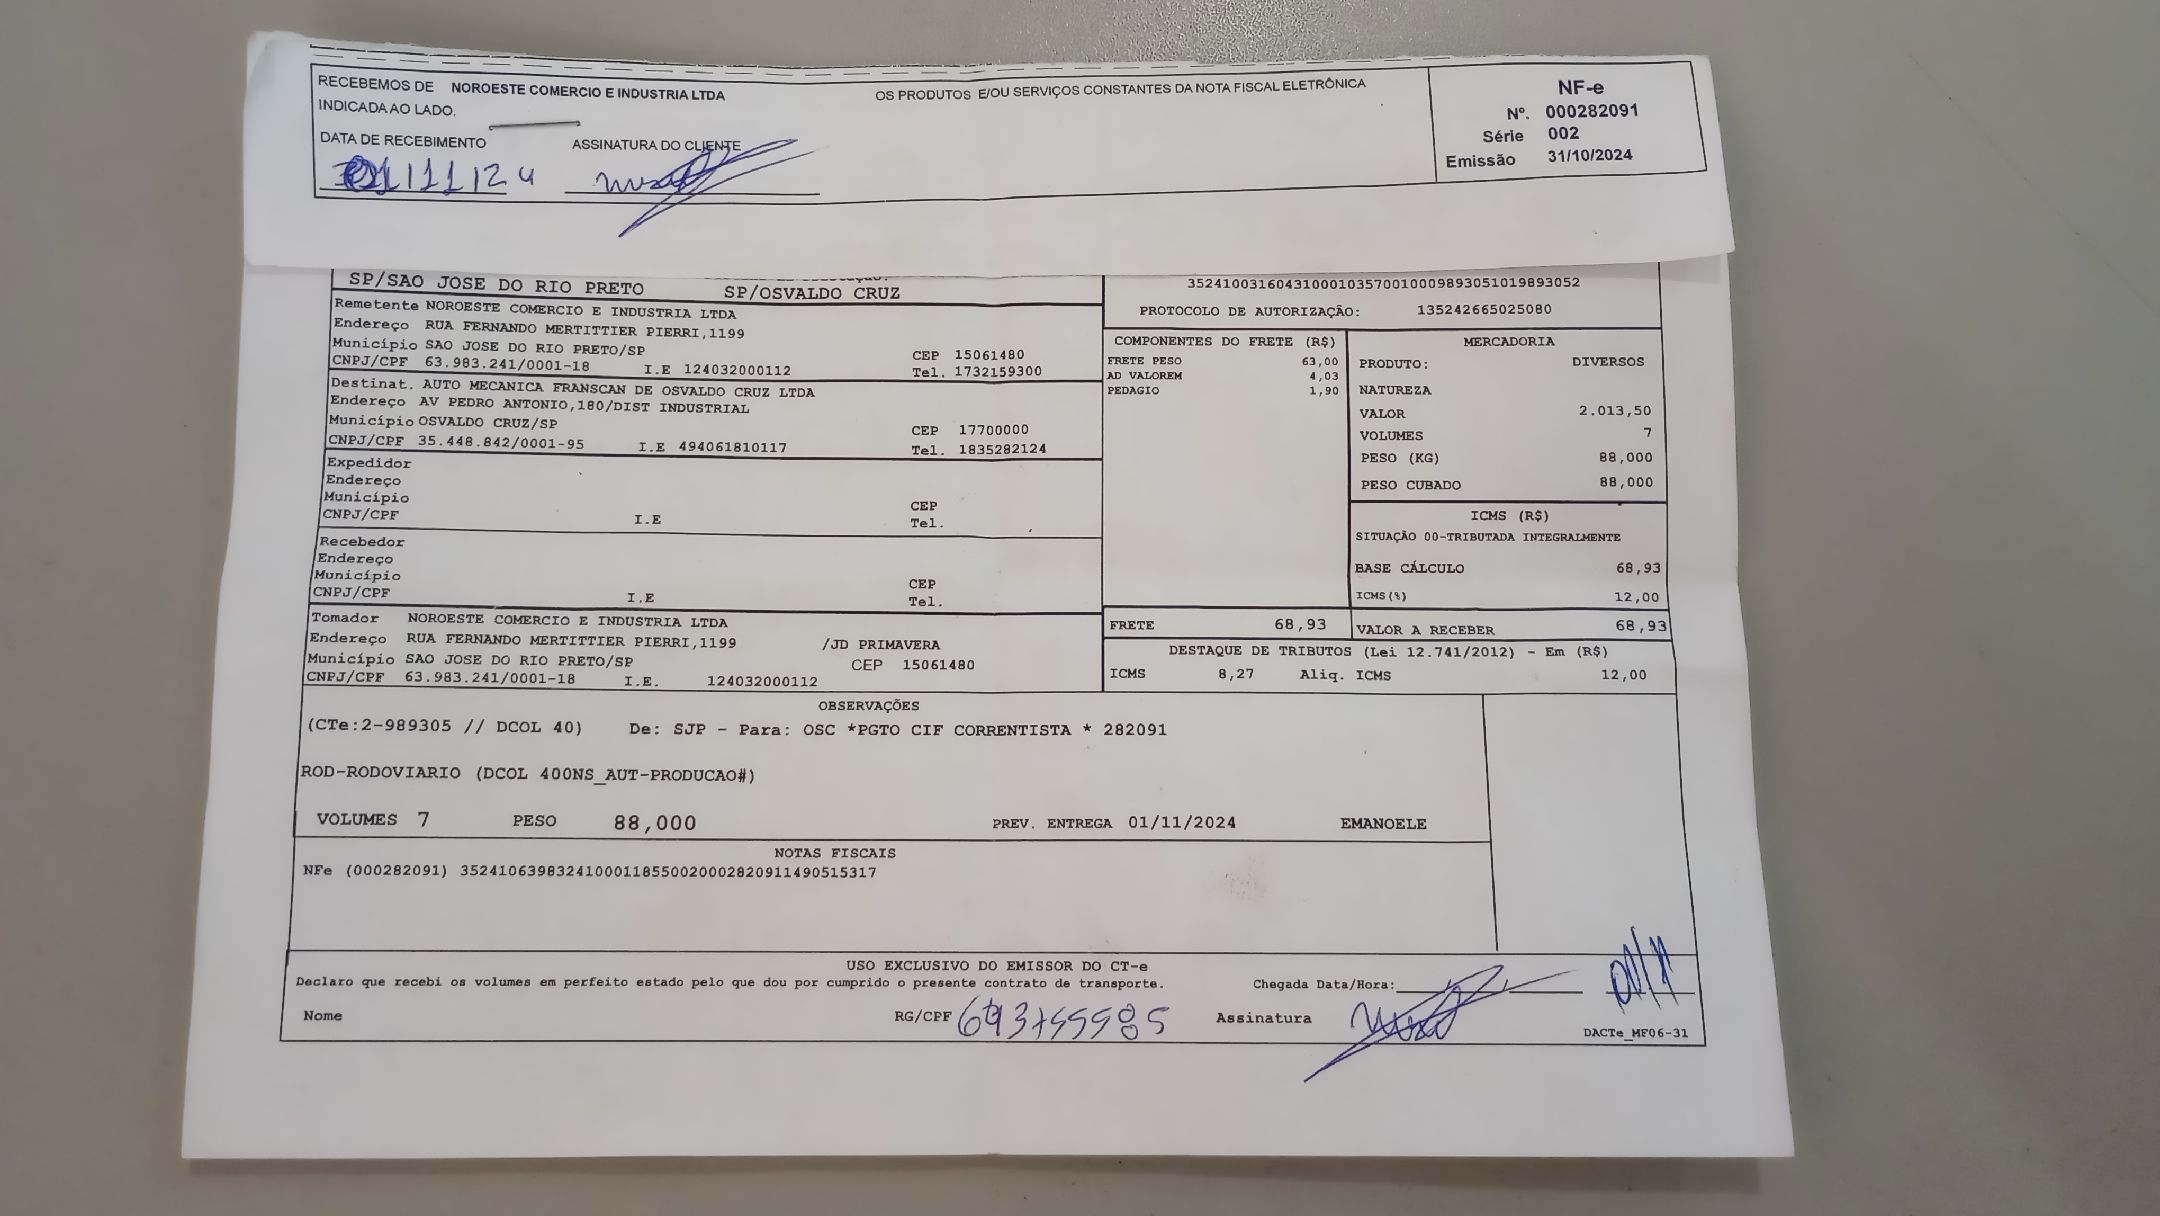 RECEBEMOS DE NOROESTE COMERCIO E INDUSTRIA LTDA OS PRODUTOS E/OU SERVIÇOS CONSTANTES DA NOTA FISCAL ELETRÔNICA
INDICADA AO LADO.
DATA DE RECEBIMENTO ASSINATURA DO CLIENTE
01/11/24
NF-e
Nº. 000282091
Série 002
Emissão 31/10/2024
SP/SAO JOSE DO RIO PRETO SP/OSVALDO CRUZ
35241003160431000103570010009893051019893052
PROTOCOLO DE AUTORIZAÇÃO: 135242665025080
Remetente NOROESTE COMERCIO E INDUSTRIA LTDA
Endereço RUA FERNANDO MERTITTIER PIERRI,1199
Município SAO JOSE DO RIO PRETO/SP CEP 15061480
CNPJ/CPF 63.983.241/0001-18 I.E 124032000112 Tel. 1732159300
Destinat. AUTO MECANICA FRANSCAN DE OSVALDO CRUZ LTDA
Endereço AV PEDRO ANTONIO,180/DIST INDUSTRIAL
Município OSVALDO CRUZ/SP CEP 17700000
CNPJ/CPF 35.448.842/0001-95 I.E 494061810117 Tel. 1835282124
Expedidor
Endereço
Município CEP
CNPJ/CPF I.E Tel.
Recebedor
Endereço
Município CEP
CNPJ/CPF I.E Tel.
Tomador NOROESTE COMERCIO E INDUSTRIA LTDA
Endereço RUA FERNANDO MERTITTIER PIERRI,1199 /JD PRIMAVERA
Município SAO JOSE DO RIO PRETO/SP CEP 15061480
CNPJ/CPF 63.983.241/0001-18 I.E. 124032000112
COMPONENTES DO FRETE (R$)
FRETE PESO 63,00
AD VALOREM 4,03
PEDAGIO 1,90
MERCADORIA
PRODUTO: DIVERSOS
NATUREZA
VALOR 2.013,50
VOLUMES 7
PESO (KG) 88,000
PESO CUBADO 88,000
ICMS (R$)
SITUAÇÃO 00-TRIBUTADA INTEGRALMENTE
BASE CÁLCULO 68,93
ICMS(%) 12,00
FRETE 68,93 VALOR A RECEBER 68,93
DESTAQUE DE TRIBUTOS (Lei 12.741/2012) - Em (R$)
ICMS 8,27 Aliq. ICMS 12,00
OBSERVAÇÕES
(CTe:2-989305 // DCOL 40) De: SJP - Para: OSC *PGTO CIF CORRENTISTA * 282091
ROD-RODOVIARIO (DCOL 400NS_AUT-PRODUCAO#)
VOLUMES 7 PESO 88,000 PREV. ENTREGA 01/11/2024 EMANOELE
NOTAS FISCAIS
NFe (000282091) 35241063983241000118550020002820911490515317
USO EXCLUSIVO DO EMISSOR DO CT-e
Declaro que recebi os volumes em perfeito estado pelo que dou por cumprido o presente contrato de transporte. Chegada Data/Hora: 01/11
Nome RG/CPF Assinatura
DACTe_MF06-31